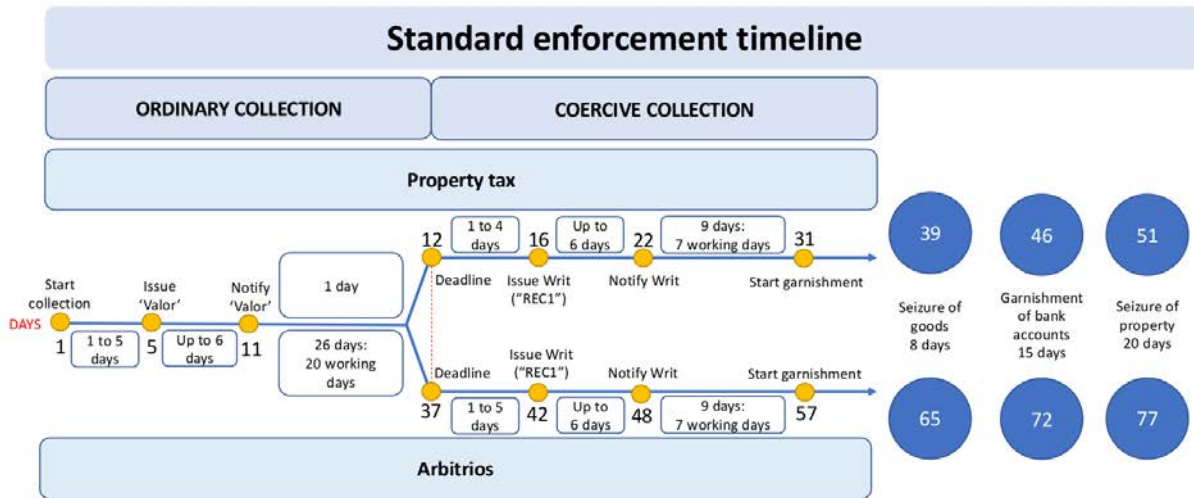 Standard enforcement timeline
ORDINARY COLLECTION
COERCIVE COLLECTION
Property tax
1 to 4
days
Up to
6 days
9 days:
7 working days
12
16
22
31
Deadline
Issue Writ
("REC1")
Notify Writ
Start garnishment
1 day
Start
collection
Issue
'Valor'
Notify
'Valor'
DAYS
1
1 to 5
days
5
Up to 6
days
11
26 days:
20 working
days
Deadline
Issue Writ
("REC1")
Notify Writ
Start garnishment
37
1 to 5
days
42
Up to
6 days
48
9 days:
7 working days
57
Arbitrios
39
46
51
Seizure of
goods
8 days
Garnishment
of bank
accounts
15 days
Seizure of
property
20 days
65
72
77